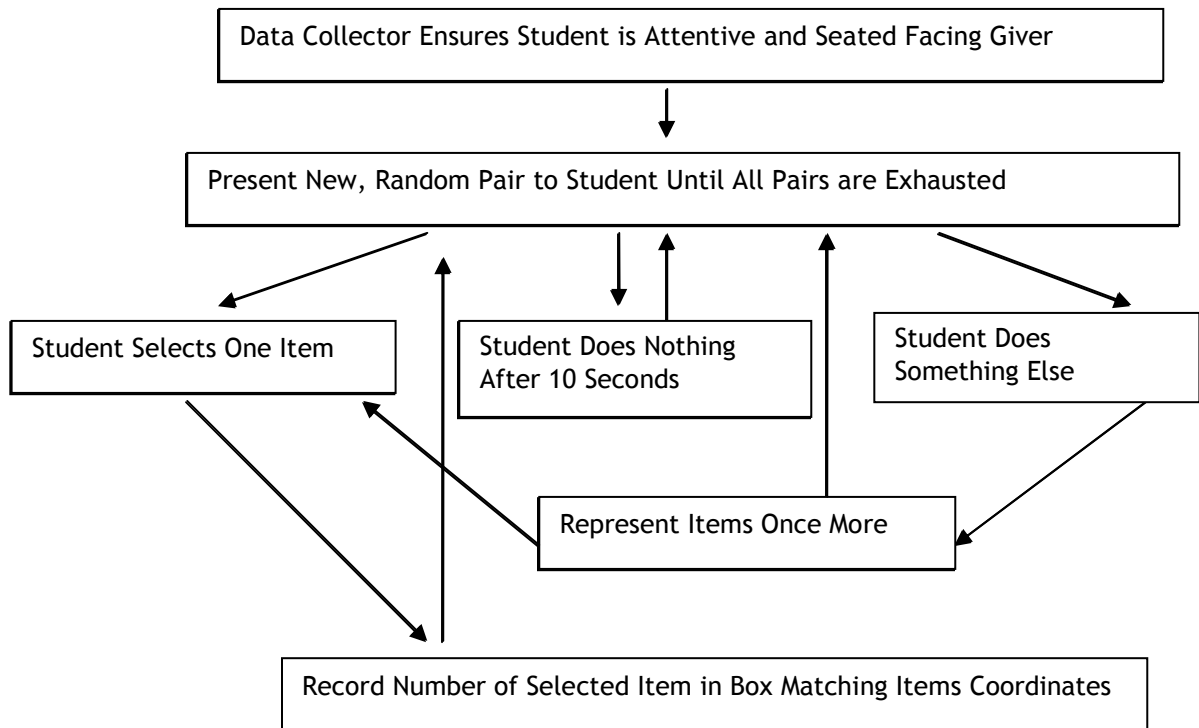 Data Collector Ensures Student is Attentive and Seated Facing Giver
Present New, Random Pair to Student Until All Pairs are Exhausted
Student Selects One Item
Student Does Nothing
After 10 Seconds
Student Does
Something Else
Represent Items Once More
Record Number of Selected Item in Box Matching Items Coordinates